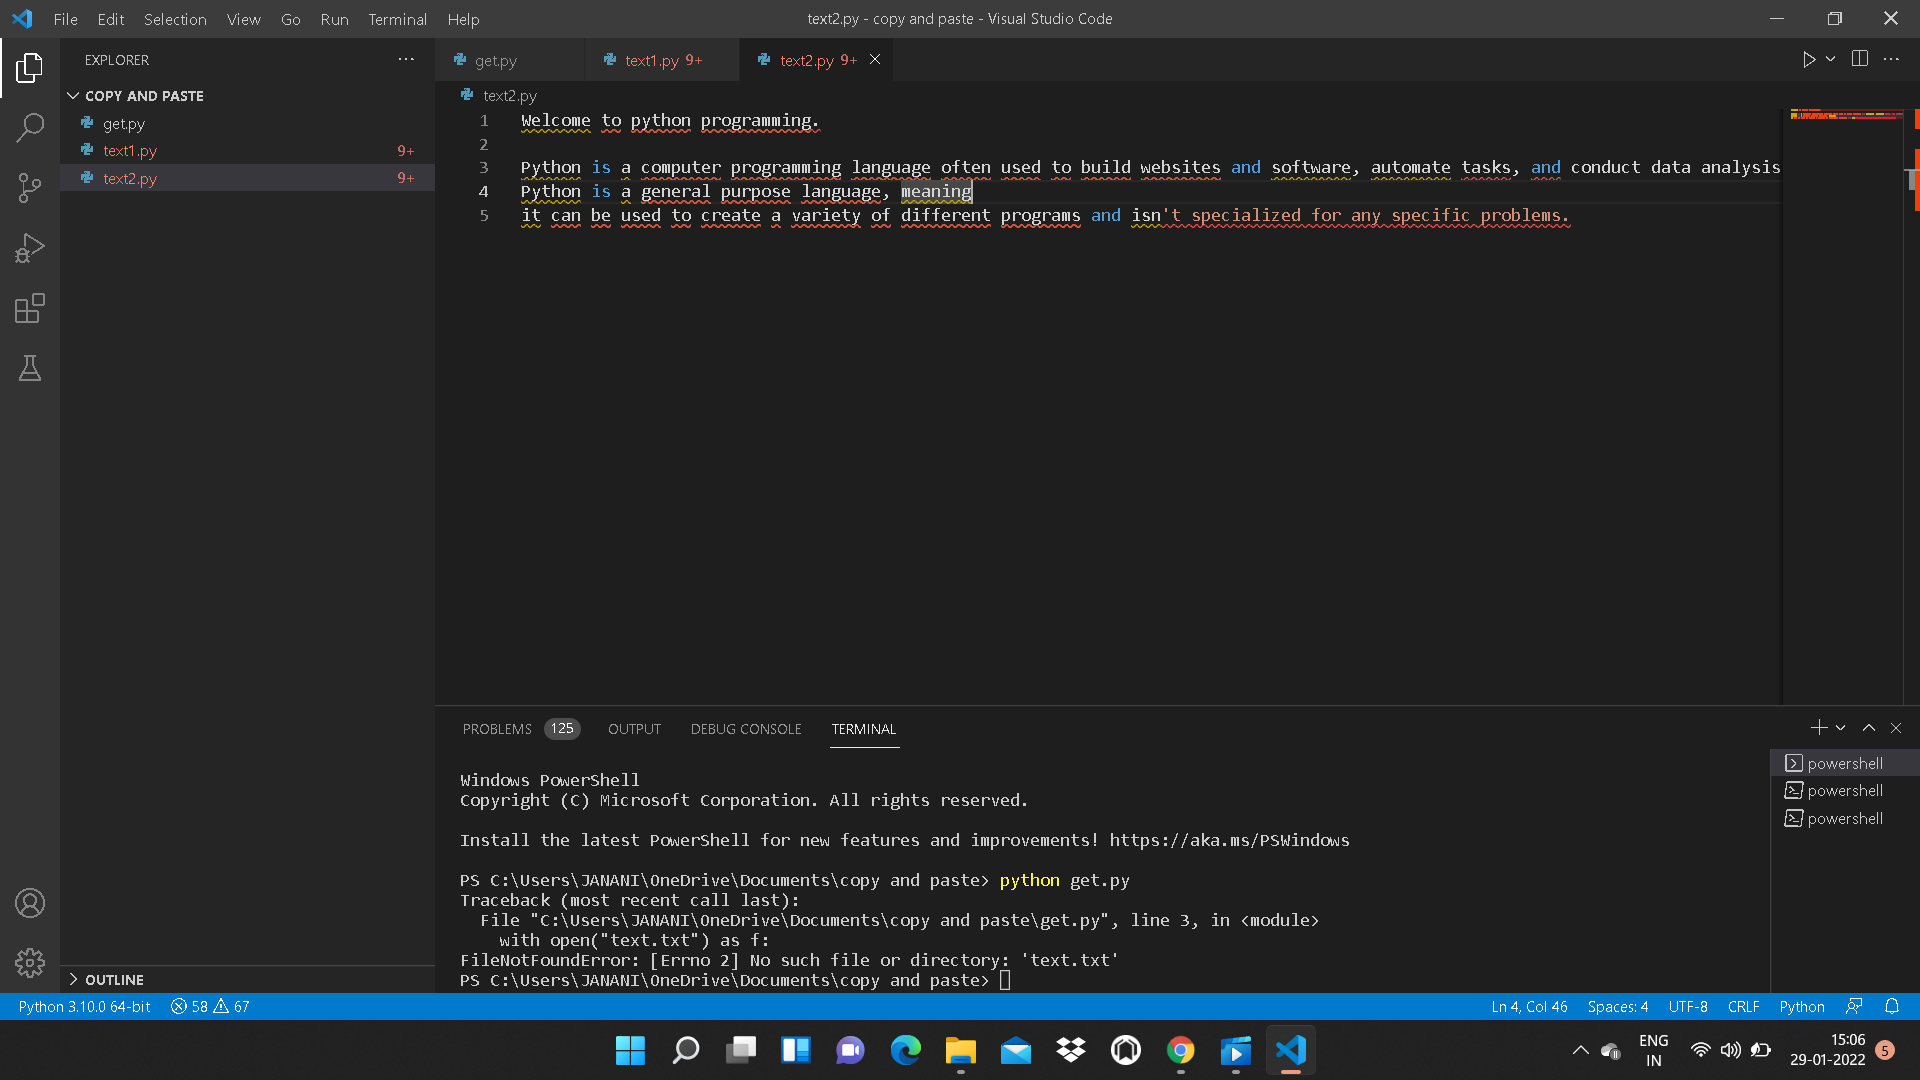 File Edit Selection View Go Run Terminal Help
text2.py - copy and paste - Visual Studio Code
EXPLORER
COPY AND PASTE
get.py
text1.py 9+
text2.py 9+
OUTLINE
get.py text1.py 9+ text2.py 9+
text2.py
1 Welcome to python programming.
2
3 Python is a computer programming language often used to build websites and software, automate tasks, and conduct data analysis
4 Python is a general purpose language, meaning
5 it can be used to create a variety of different programs and isn't specialized for any specific problems.
PROBLEMS 125 OUTPUT DEBUG CONSOLE TERMINAL
Windows PowerShell
Copyright (C) Microsoft Corporation. All rights reserved.
Install the latest PowerShell for new features and improvements! https://aka.ms/PSWindows
PS C:\Users\JANANI\OneDrive\Documents\copy and paste> python get.py
Traceback (most recent call last):
File "C:\Users\JANANI\OneDrive\Documents\copy and paste\get.py", line 3, in <module>
with open("text.txt") as f:
FileNotFoundError: [Errno 2] No such file or directory: 'text.txt'
PS C:\Users\JANANI\OneDrive\Documents\copy and paste>
powershell
powershell
powershell
Python 3.10.0 64-bit 58 67 Ln 4, Col 46 Spaces: 4 UTF-8 CRLF Python
ENG
IN
15:06
29-01-2022
5